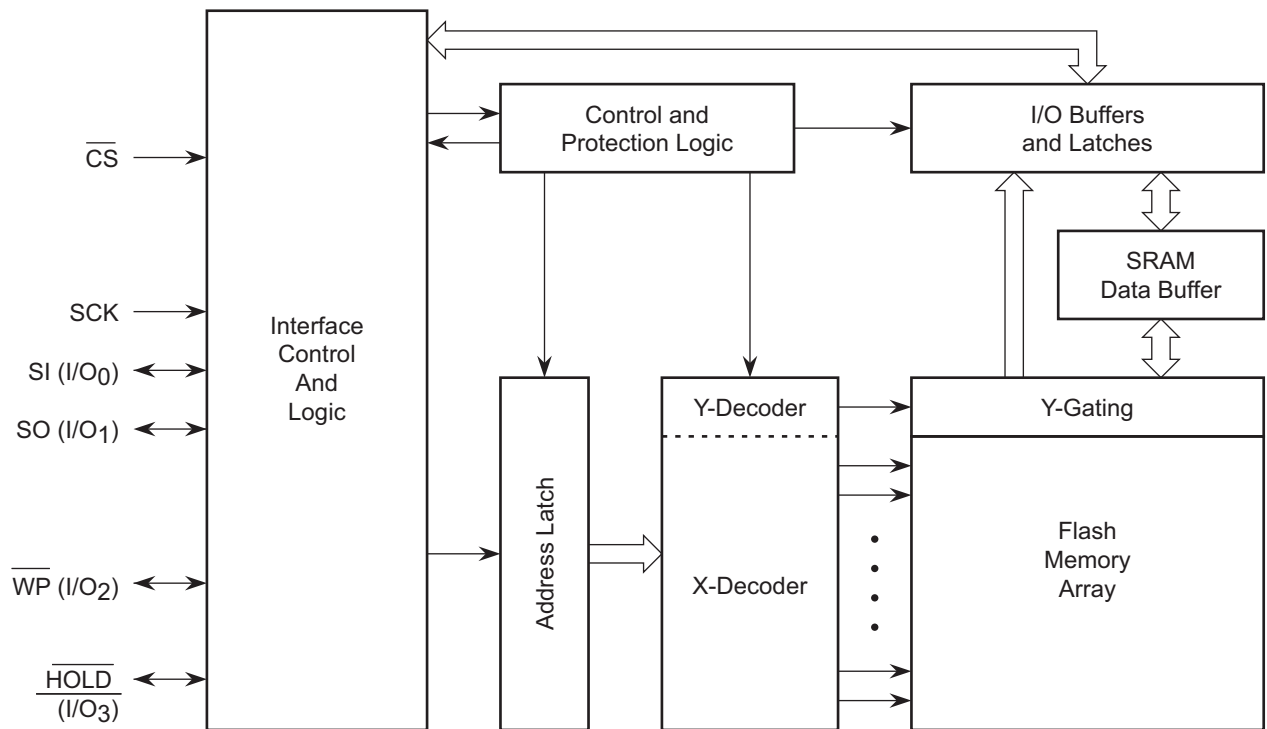 CS
SCK
SI (I/O0)
SO (I/O1)
WP (I/O2)
HOLD
(I/O3)
Interface
Control
And
Logic
Control and
Protection Logic
I/O Buffers
and Latches
SRAM
Data Buffer
Address Latch
Y-Decoder
X-Decoder
Y-Gating
Flash
Memory
Array